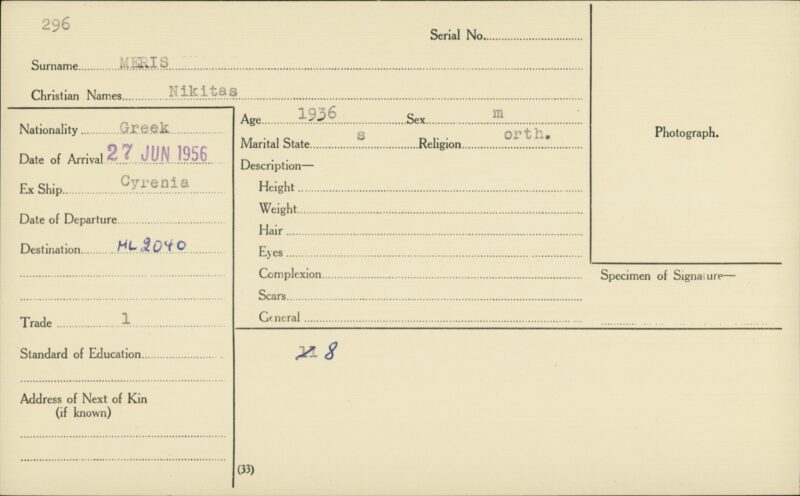 296
Serial No.
Surname MERIS
Christian Names Nikitas
Nationality Greek
Date of Arrival 27 JUN 1956
Ex Ship Cyrenia
Date of Departure
Destination ML 2040
Trade 1
Standard of Education
Address of Next of Kin
(if known)
Age 1936 Sex m
Marital State s Religion orth.
Description—
Height
Weight
Hair
Eyes
Complexion
Scars
General
8
(33)
Photograph.
Specimen of Signature—